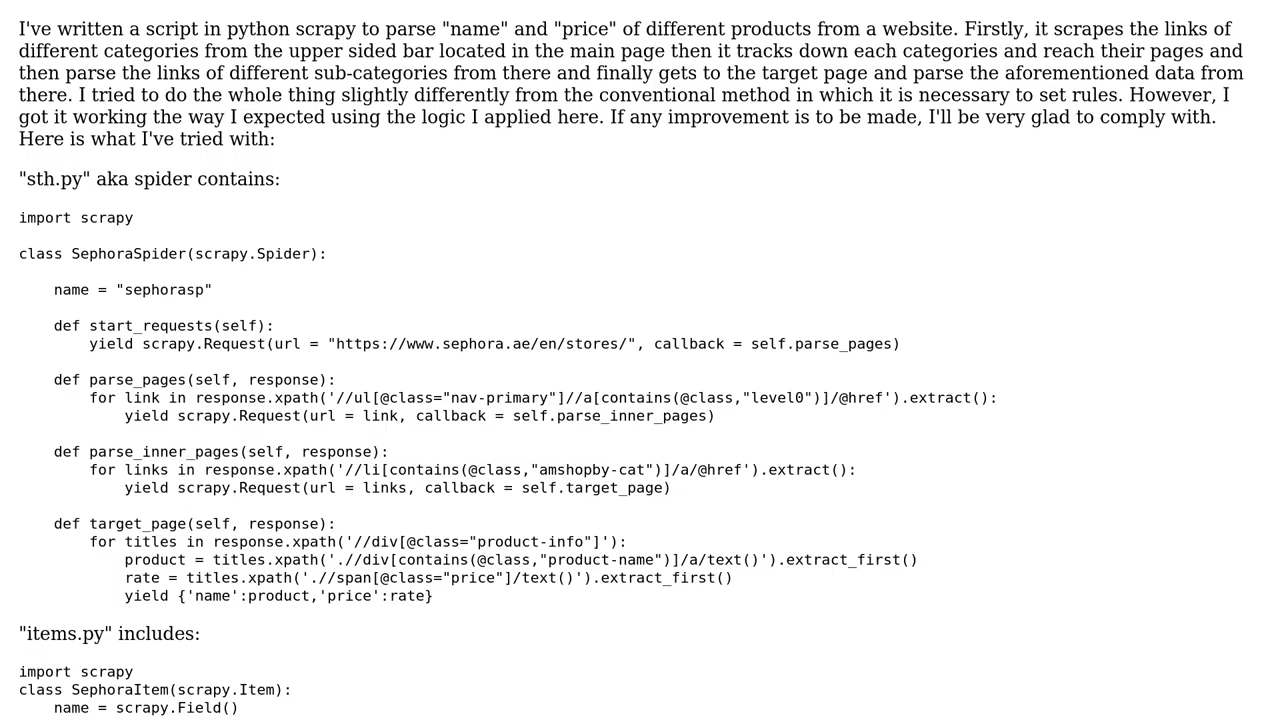 I've written a script in python scrapy to parse "name" and "price" of different products from a website. Firstly, it scrapes the links of
different categories from the upper sided bar located in the main page then it tracks down each categories and reach their pages and
then parse the links of different sub-categories from there and finally gets to the target page and parse the aforementioned data from
there. I tried to do the whole thing slightly differently from the conventional method in which it is necessary to set rules. However, I
got it working the way I expected using the logic I applied here. If any improvement is to be made, I'll be very glad to comply with.
Here is what I've tried with:
"sth.py" aka spider contains:
import scrapy
class SephoraSpider(scrapy.Spider):
    name = "sephorasp"
    def start_requests(self):
        yield scrapy.Request(url = "https://www.sephora.ae/en/stores/", callback = self.parse_pages)
    def parse_pages(self, response):
        for link in response.xpath('//ul[@class="nav-primary"]//a[contains(@class,"level0")]/@href').extract():
            yield scrapy.Request(url = link, callback = self.parse_inner_pages)
    def parse_inner_pages(self, response):
        for links in response.xpath('//li[contains(@class,"amshopby-cat")]/a/@href').extract():
            yield scrapy.Request(url = links, callback = self.target_page)
    def target_page(self, response):
        for titles in response.xpath('//div[@class="product-info"]'):
            product = titles.xpath('.//div[contains(@class,"product-name")]/a/text()').extract_first()
            rate = titles.xpath('.//span[@class="price"]/text()').extract_first()
            yield {'name':product,'price':rate}
"items.py" includes:
import scrapy
class SephoraItem(scrapy.Item):
    name = scrapy.Field()